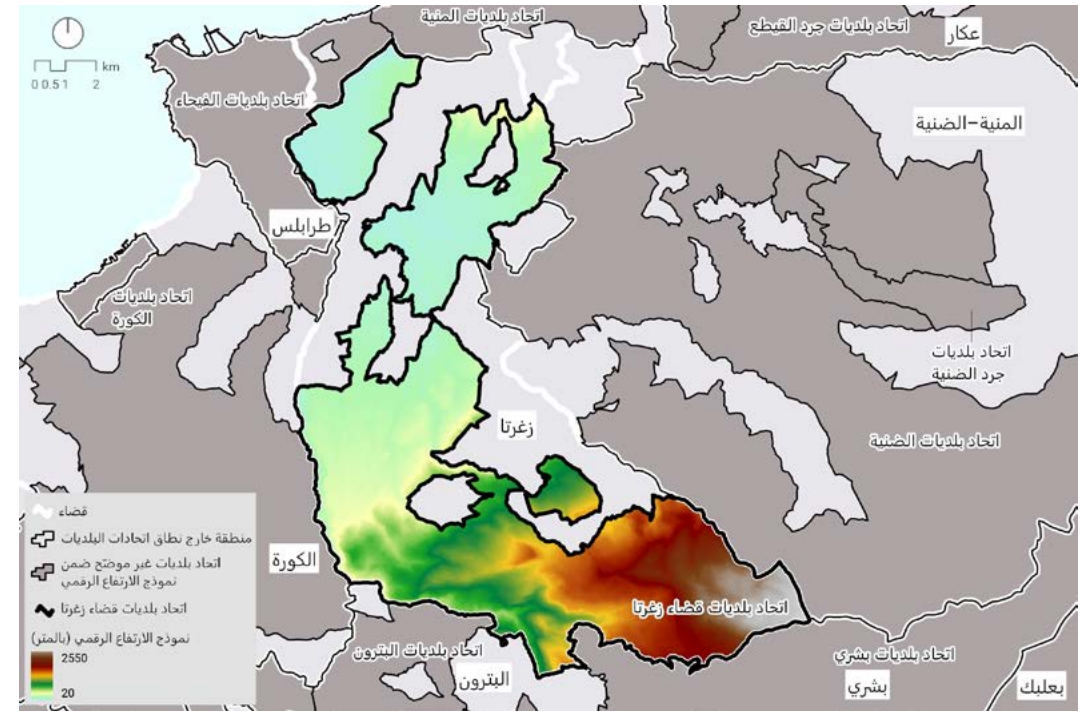 اتحاد بلديات المنية
اتحاد بلديات جرد القيطع
عكار
km
0 0.5 1 2
اتحاد بلديات الفيحاء
المنية–الضنية
طرابلس
اتحاد بلديات
الكورة
اتحاد بلديات
جرد الضنية
زغرتا
اتحاد بلديات الضنية
قضاء
منطقة خارج نطاق اتحادات البلديات
اتحاد بلديات غير موضح ضمن
نموذج الارتفاع الرقمي
اتحاد بلديات قضاء زغرتا
نموذج الارتفاع الرقمي (بالمتر)
2550
20
الكورة
اتحاد بلديات قضاء زغرتا
اتحاد بلديات البترون
البترون
اتحاد بلديات بشري
بشري
بعلبك